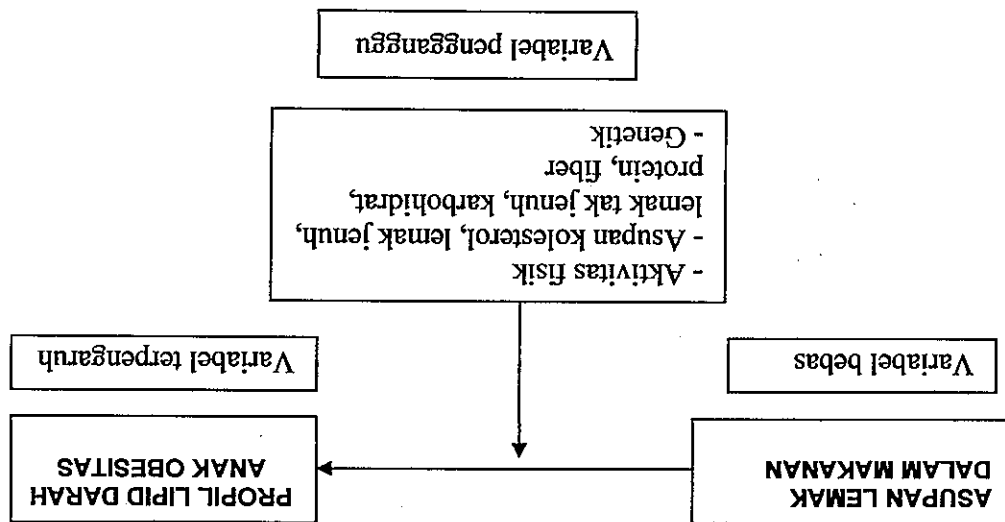 ASUPAN LEMAK
DALAM MAKANAN
PROPIL LIPID DARAH
ANAK OBESITAS
Variabel bebas
Variabel terpengaruh
- Aktivitas fisik
- Asupan kolesterol, lemak jenuh,
lemak tak jenuh, karbohidrat,
protein, fiber
- Genetik
Variabel pengganggu